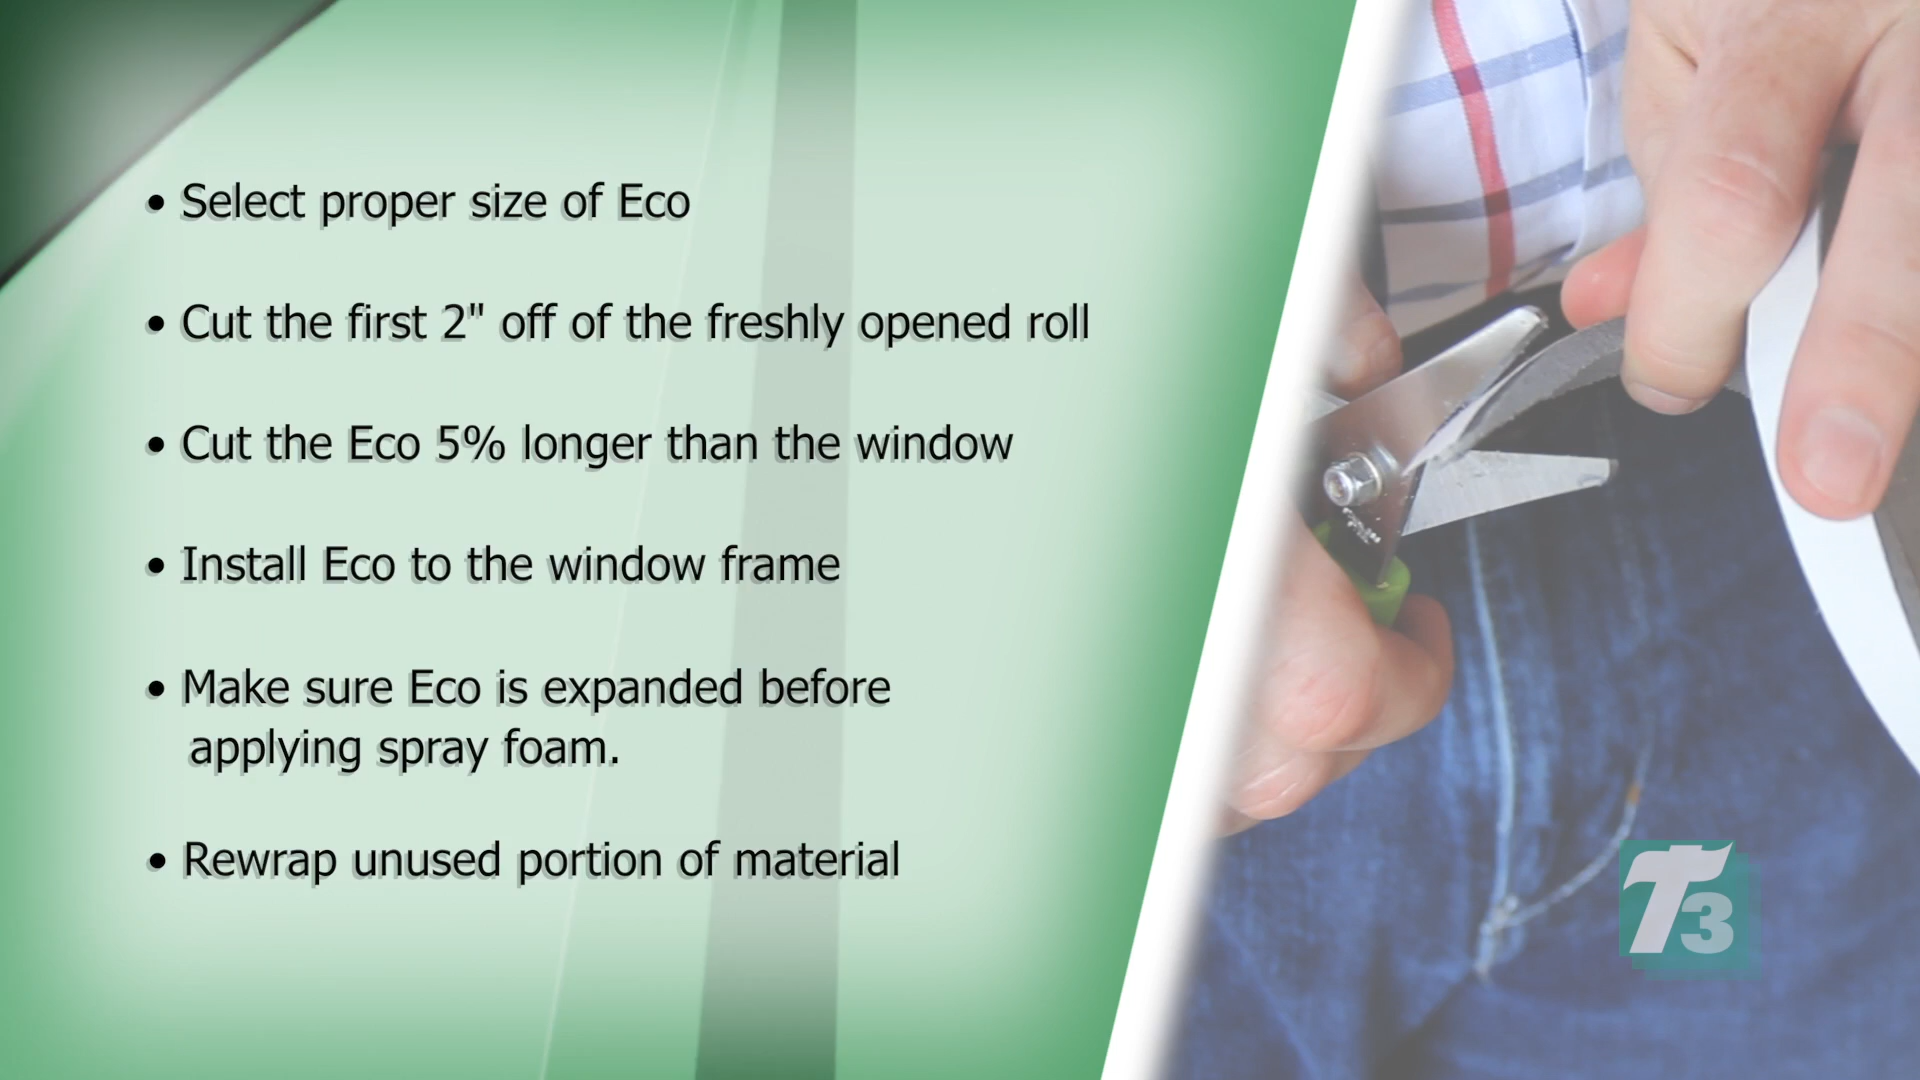 • Select proper size of Eco
• Cut the first 2" off of the freshly opened roll
• Cut the Eco 5% longer than the window
• Install Eco to the window frame
• Make sure Eco is expanded before
applying spray foam.
• Rewrap unused portion of material
T3